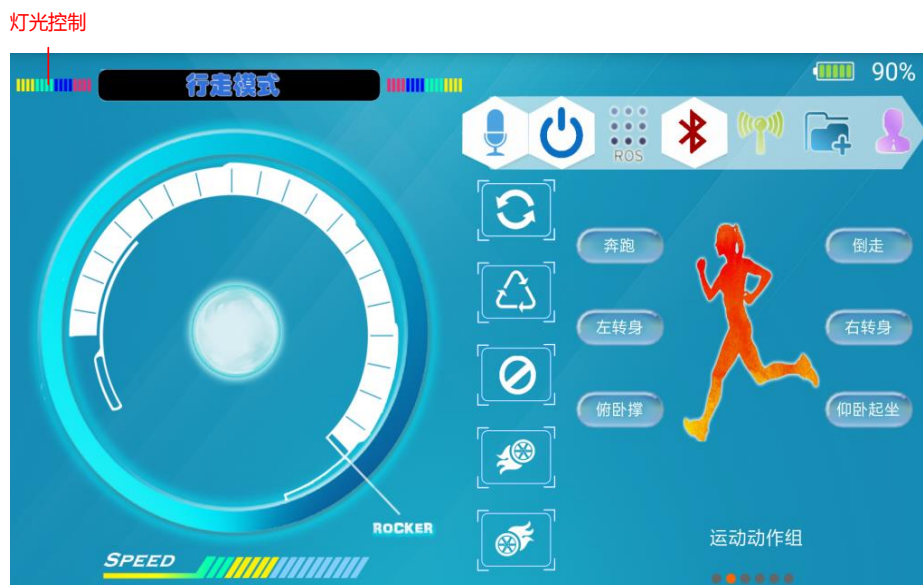 灯光控制
行走模式
90%
ROS
奔跑
倒走
左转身
右转身
俯卧撑
仰卧起坐
ROCKER
SPEED
运动动作组